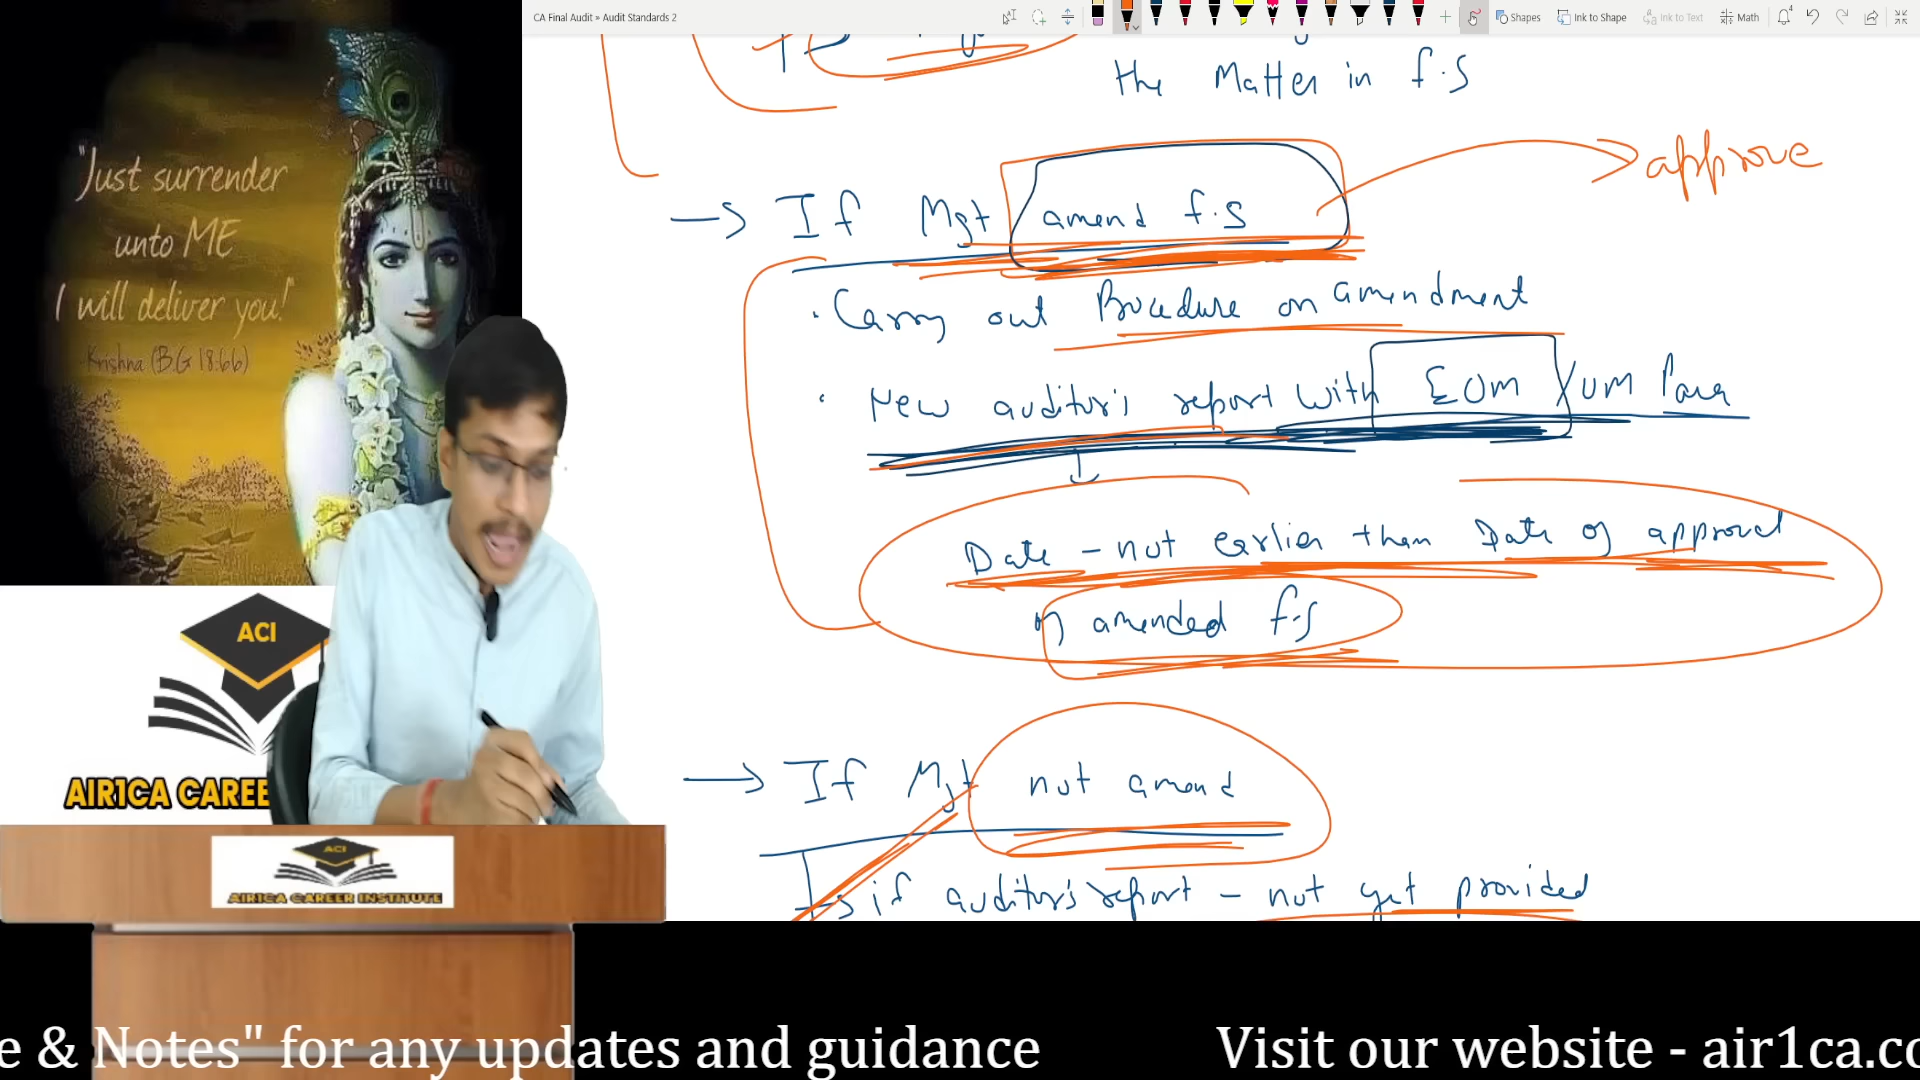 CA Final Audit » Audit Standards 2
Shapes
Ink to Shape
Ink to Text
Math
"Just surrender
unto ME
I will deliver you!"
Krishna (B.G 18:66)
the Matter in f.S
approve
→ If Mgt amend f.S
· Carry out Procedure on amendment
· New auditor's report with EOM / OM Para
Date - not earlier than Date of approval
of amended f.S
→ If Mgt not amend
→ if auditor's report - not yet provided
ACI
AIR1CA CAREE
ACI
AIR1CA CAREER INSTITUTE
e & Notes" for any updates and guidance
Visit our website - air1ca.co